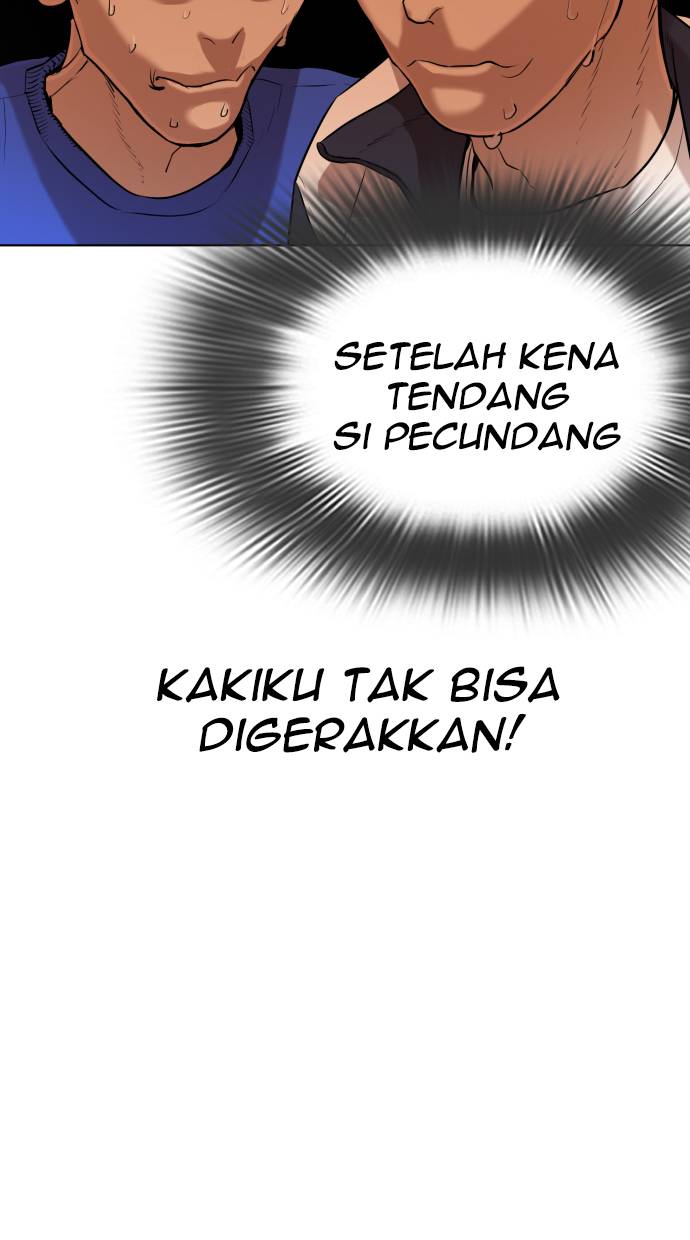 SETELAH KENA
TENDANG
SI PECUNDANG
KAKIKU TAK BISA
DIGERAKKAN!